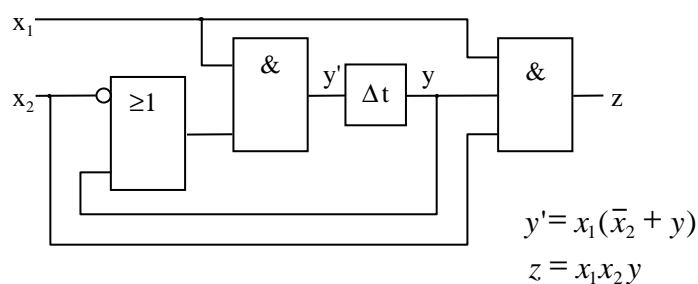 x₁
&
&
y'
y
x₂
≥1
Δt
z
y'= x₁(x̄₂ + y)
z = x₁x₂y